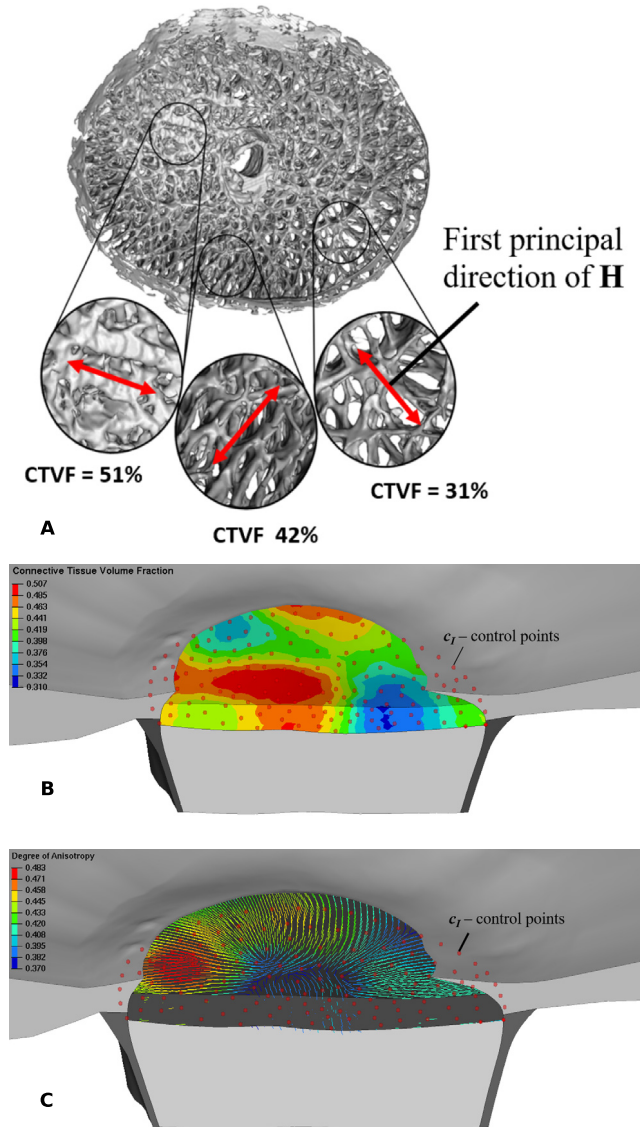 First principal
direction of H
CTVF = 51%
CTVF = 31%
CTVF 42%
A
Connective Tissue Volume Fraction
0.507
0.485
0.463
0.441
0.419
0.398
0.376
0.354
0.332
0.310
c_I – control points
B
Degree of Anisotropy
0.483
0.471
0.458
0.445
0.433
0.420
0.408
0.395
0.382
0.370
c_I – control points
C